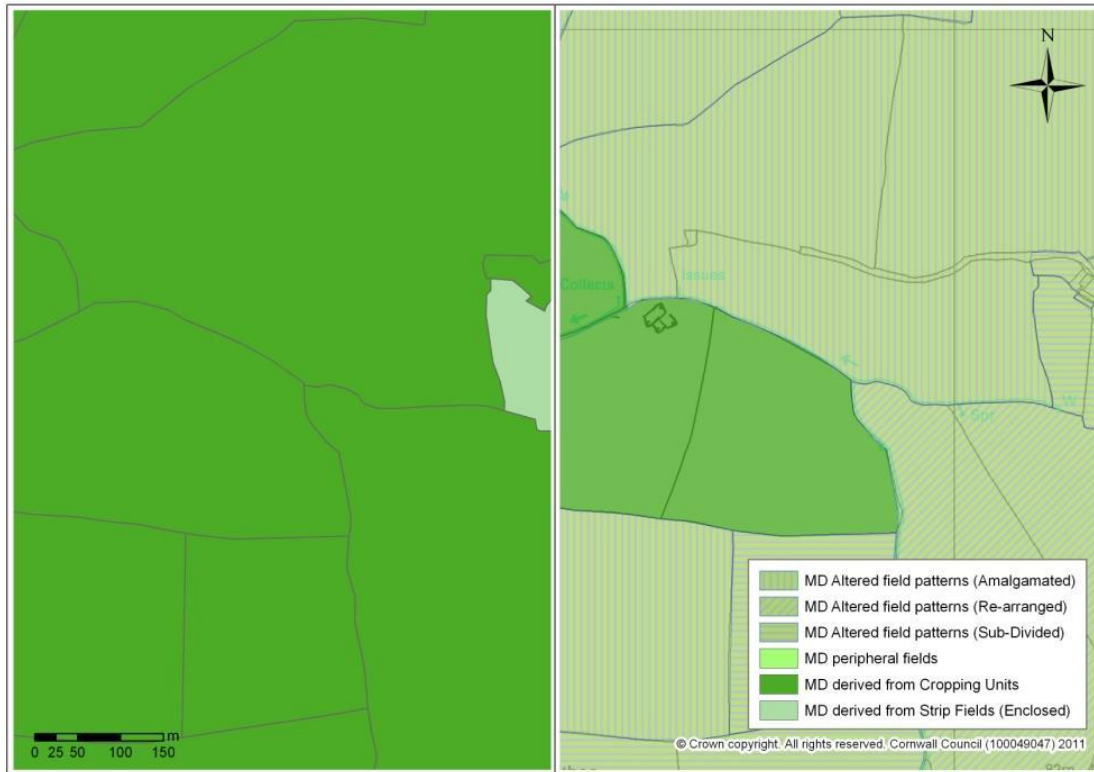 N
Collects
Issues
Spr
W
MD Altered field patterns (Amalgamated)
MD Altered field patterns (Re-arranged)
MD Altered field patterns (Sub-Divided)
MD peripheral fields
MD derived from Cropping Units
MD derived from Strip Fields (Enclosed)
0 25 50 100 150 m
© Crown copyright. All rights reserved. Cornwall Council (100049047) 2011